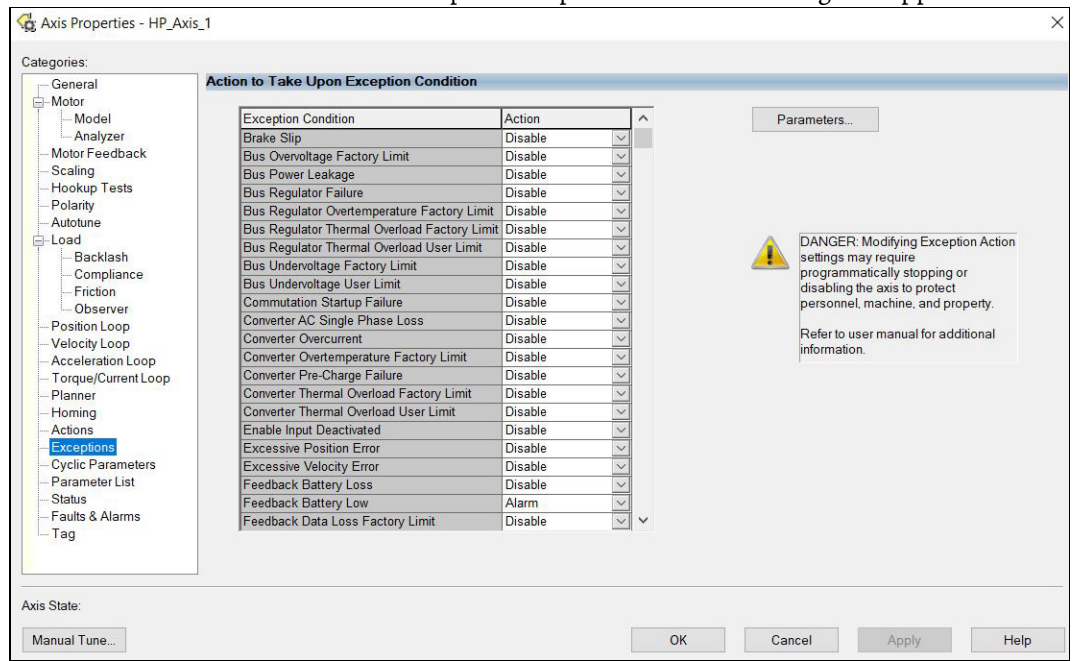 Axis Properties - HP_Axis_1
Categories:
General
Motor
Model
Analyzer
Motor Feedback
Scaling
Hookup Tests
Polarity
Autotune
Load
Backlash
Compliance
Friction
Observer
Position Loop
Velocity Loop
Acceleration Loop
Torque/Current Loop
Planner
Homing
Actions
Exceptions
Cyclic Parameters
Parameter List
Status
Faults & Alarms
Tag
Action to Take Upon Exception Condition
Exception Condition Action
Brake Slip Disable
Bus Overvoltage Factory Limit Disable
Bus Power Leakage Disable
Bus Regulator Failure Disable
Bus Regulator Overtemperature Factory Limit Disable
Bus Regulator Thermal Overload Factory Limit Disable
Bus Regulator Thermal Overload User Limit Disable
Bus Undervoltage Factory Limit Disable
Bus Undervoltage User Limit Disable
Commutation Startup Failure Disable
Converter AC Single Phase Loss Disable
Converter Overcurrent Disable
Converter Overtemperature Factory Limit Disable
Converter Pre-Charge Failure Disable
Converter Thermal Overload Factory Limit Disable
Converter Thermal Overload User Limit Disable
Enable Input Deactivated Disable
Excessive Position Error Disable
Excessive Velocity Error Disable
Feedback Battery Loss Disable
Feedback Battery Low Alarm
Feedback Data Loss Factory Limit Disable
Parameters...
DANGER: Modifying Exception Action
settings may require
programmatically stopping or
disabling the axis to protect
personnel, machine, and property.
Refer to user manual for additional
information.
Axis State:
Manual Tune...
OK
Cancel
Apply
Help